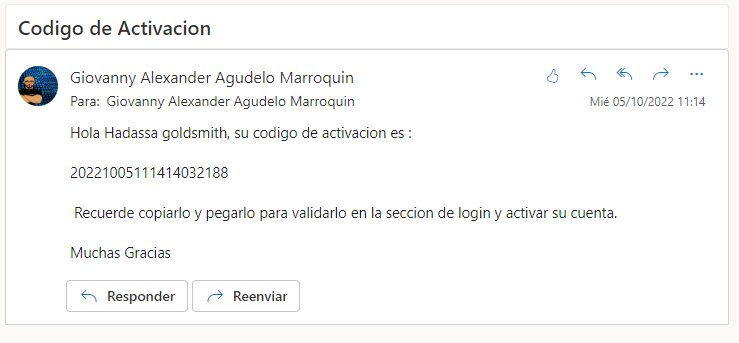 Codigo de Activacion
Giovanny Alexander Agudelo Marroquin
Para: Giovanny Alexander Agudelo Marroquin
Mié 05/10/2022 11:14
Hola Hadassa goldsmith, su codigo de activacion es :
20221005111414032188
Recuerde copiarlo y pegarlo para validarlo en la seccion de login y activar su cuenta.
Muchas Gracias
Responder
Reenviar